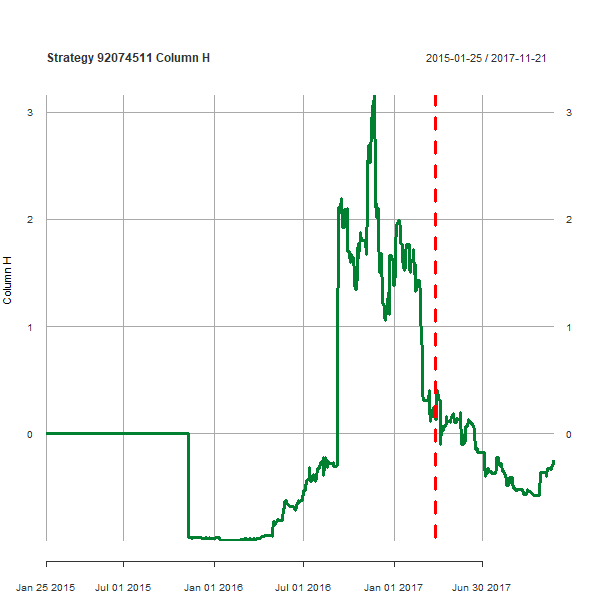 Strategy 92074511 Column H
2015-01-25 / 2017-11-21
3
3
2
2
1
1
0
0
Column H
Jan 25 2015
Jul 01 2015
Jan 01 2016
Jul 01 2016
Jan 01 2017
Jun 30 2017